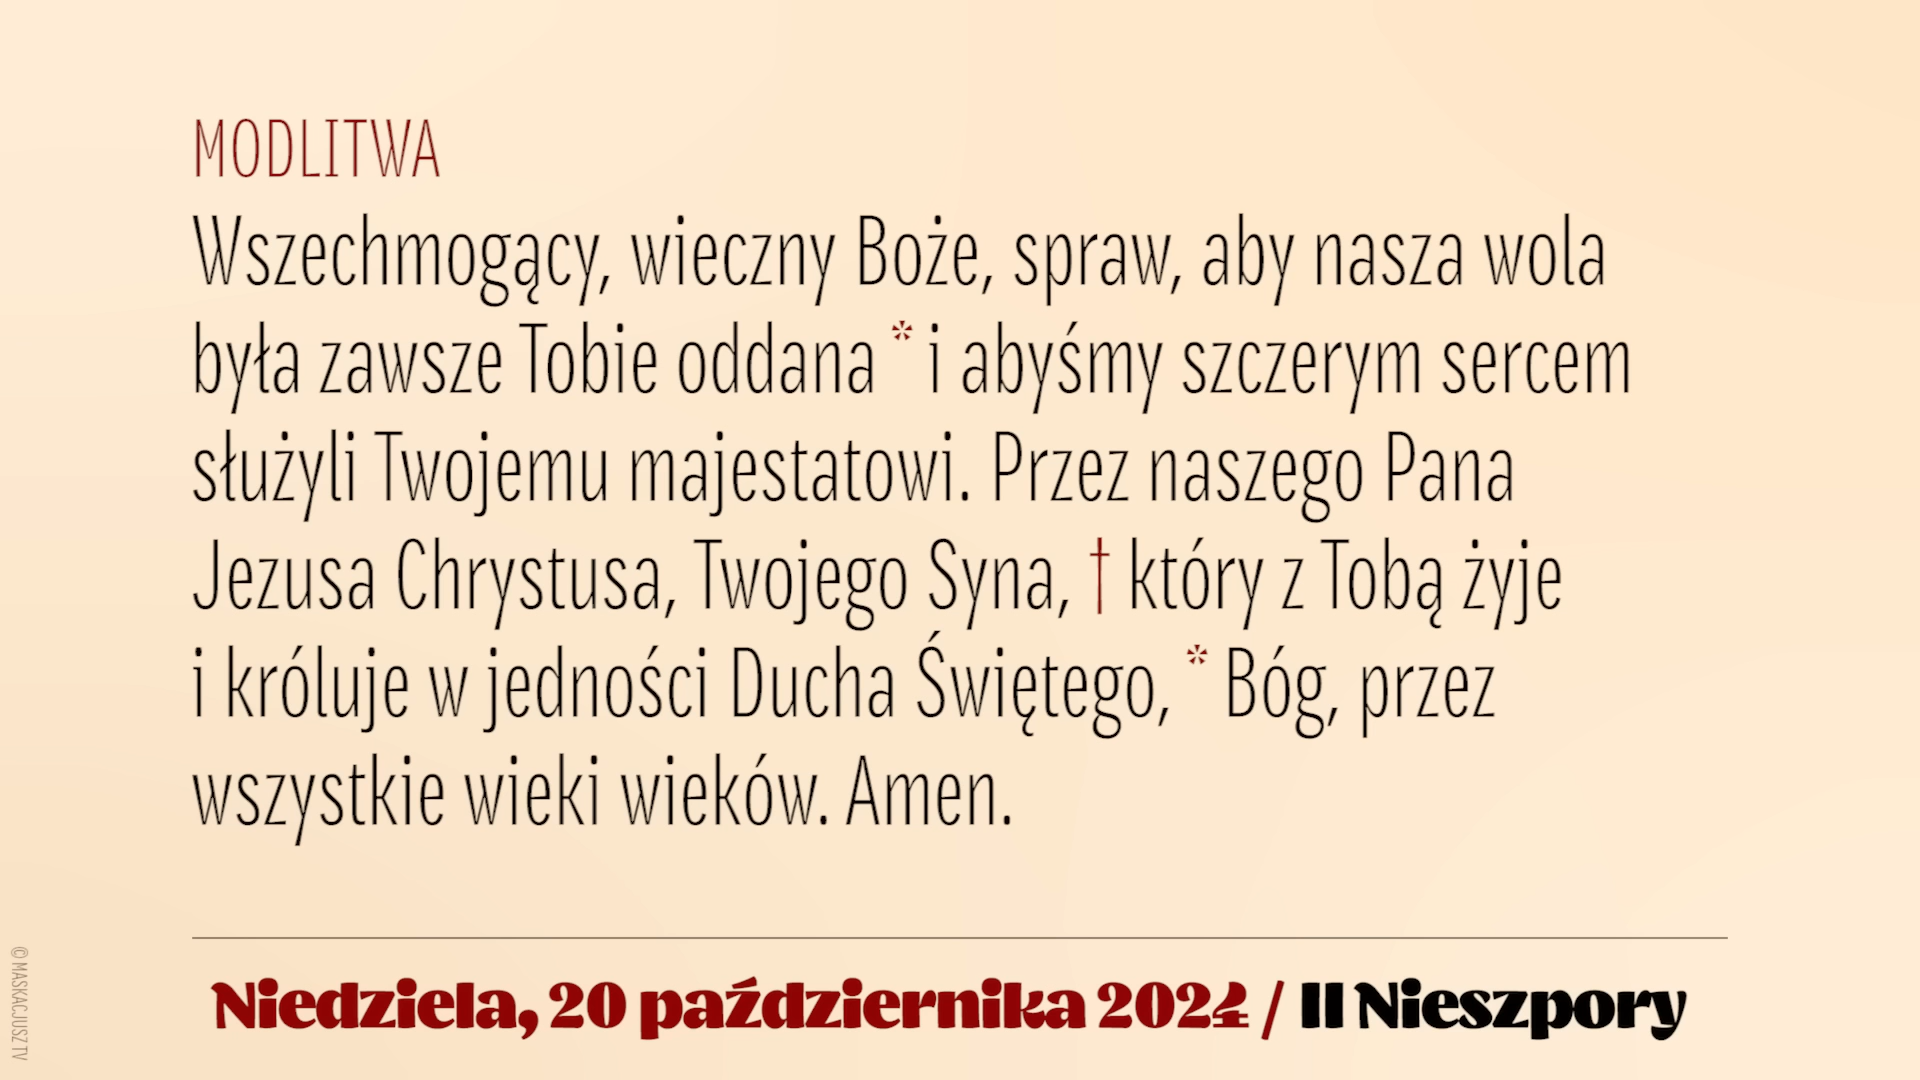 MODLITWA
Wszechmogący, wieczny Boże, spraw, aby nasza wola
była zawsze Tobie oddana * i abyśmy szczerym sercem
służyli Twojemu majestatowi. Przez naszego Pana
Jezusa Chrystusa, Twojego Syna, † który z Tobą żyje
i króluje w jedności Ducha Świętego, * Bóg, przez
wszystkie wieki wieków. Amen.
Niedziela, 20 października 2024 / II Nieszpory
© MASKACJUSZ TV